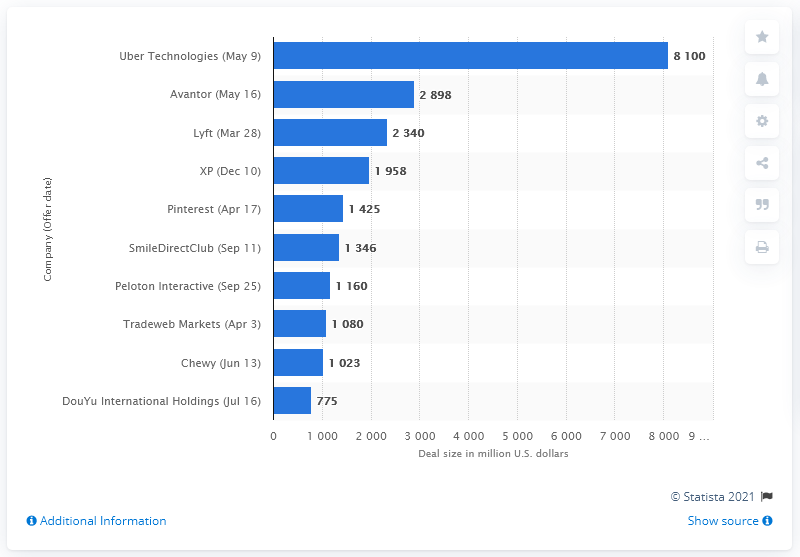 Company (Offer date)
Uber Technologies (May 9) 8 100
Avantor (May 16) 2 898
Lyft (Mar 28) 2 340
XP (Dec 10) 1 958
Pinterest (Apr 17) 1 425
SmileDirectClub (Sep 11) 1 346
Peloton Interactive (Sep 25) 1 160
Tradeweb Markets (Apr 3) 1 080
Chewy (Jun 13) 1 023
DouYu International Holdings (Jul 16) 775
0 1 000 2 000 3 000 4 000 5 000 6 000 7 000 8 000 9 ...
Deal size in million U.S. dollars
© Statista 2021
Additional Information Show source